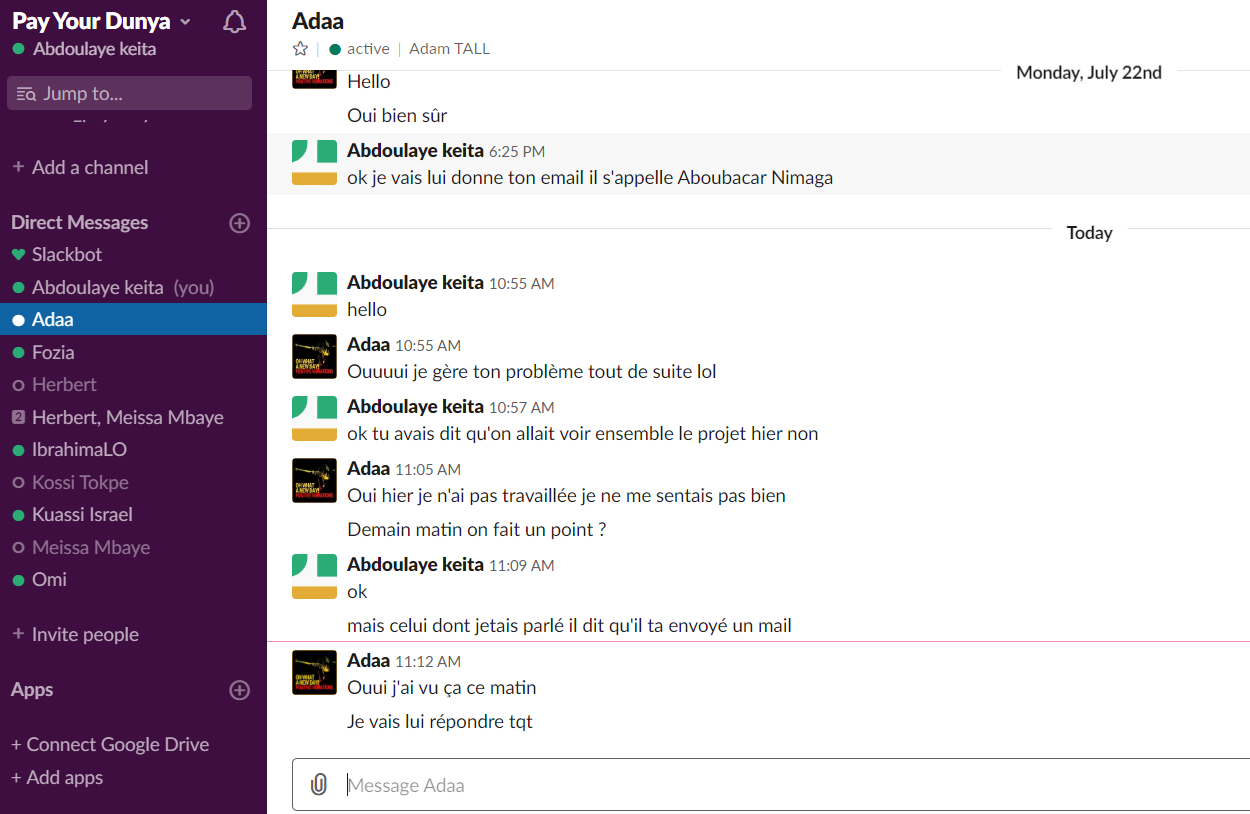 Pay Your Dunya
Abdoulaye keita
Jump to...
+ Add a channel
Direct Messages
Slackbot
Abdoulaye keita (you)
Adaa
Fozia
Herbert
2 Herbert, Meissa Mbaye
IbrahimaLO
Kossi Tokpe
Kuassi Israel
Meissa Mbaye
Omi
+ Invite people
Apps
+ Connect Google Drive
+ Add apps
Adaa
active | Adam TALL
Monday, July 22nd
Hello
Oui bien sûr
Abdoulaye keita 6:25 PM
ok je vais lui donne ton email il s'appelle Aboubacar Nimaga
Today
Abdoulaye keita 10:55 AM
hello
Adaa 10:55 AM
Ouuuui je gère ton problème tout de suite lol
Abdoulaye keita 10:57 AM
ok tu avais dit qu'on allait voir ensemble le projet hier non
Adaa 11:05 AM
Oui hier je n'ai pas travaillée je ne me sentais pas bien
Demain matin on fait un point ?
Abdoulaye keita 11:09 AM
ok
mais celui dont jetais parlé il dit qu'il ta envoyé un mail
Adaa 11:12 AM
Ouui j'ai vu ça ce matin
Je vais lui répondre tqt
Message Adaa